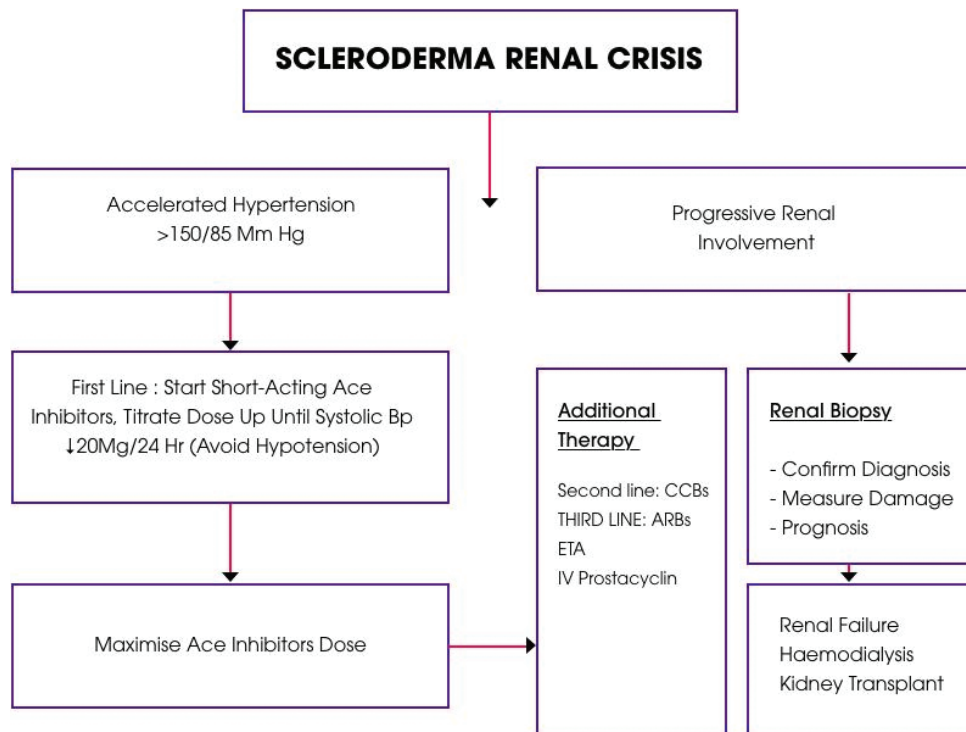 SCLERODERMA RENAL CRISIS
Accelerated Hypertension
>150/85 Mm Hg
Progressive Renal
Involvement
First Line : Start Short-Acting Ace
Inhibitors, Titrate Dose Up Until Systolic Bp
↓20Mg/24 Hr (Avoid Hypotension)
Maximise Ace Inhibitors Dose
Additional
Therapy
Second line: CCBs
THIRD LINE: ARBs
ETA
IV Prostacyclin
Renal Biopsy
- Confirm Diagnosis
- Measure Damage
- Prognosis
Renal Failure
Haemodialysis
Kidney Transplant